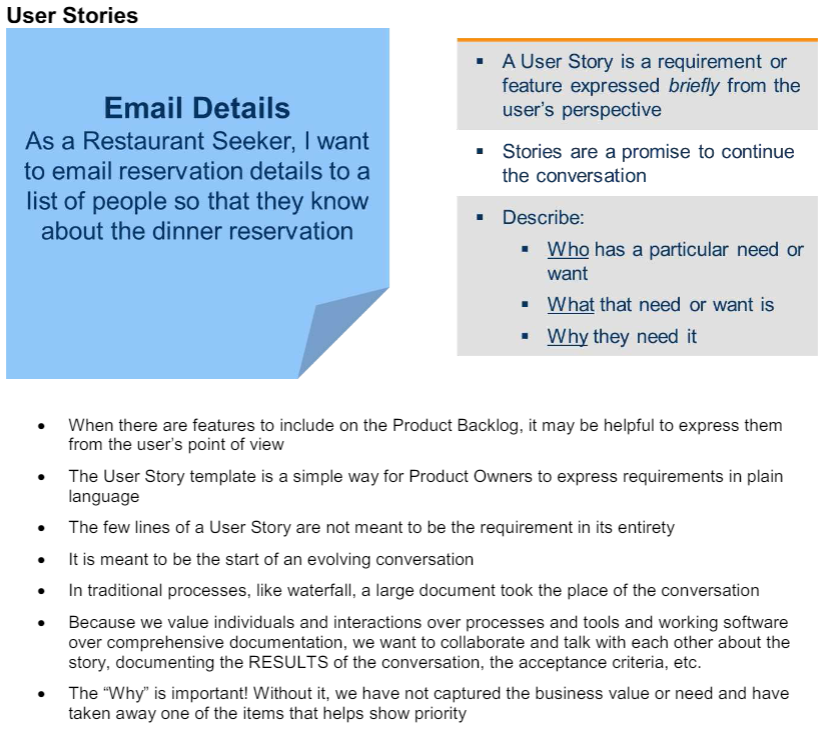 User Stories
Email Details
As a Restaurant Seeker, I want
to email reservation details to a
list of people so that they know
about the dinner reservation
▪ A User Story is a requirement or
feature expressed briefly from the
user’s perspective
▪ Stories are a promise to continue
the conversation
▪ Describe:
▪ Who has a particular need or
want
▪ What that need or want is
▪ Why they need it
• When there are features to include on the Product Backlog, it may be helpful to express them
from the user’s point of view
• The User Story template is a simple way for Product Owners to express requirements in plain
language
• The few lines of a User Story are not meant to be the requirement in its entirety
• It is meant to be the start of an evolving conversation
• In traditional processes, like waterfall, a large document took the place of the conversation
• Because we value individuals and interactions over processes and tools and working software
over comprehensive documentation, we want to collaborate and talk with each other about the
story, documenting the RESULTS of the conversation, the acceptance criteria, etc.
• The “Why” is important! Without it, we have not captured the business value or need and have
taken away one of the items that helps show priority